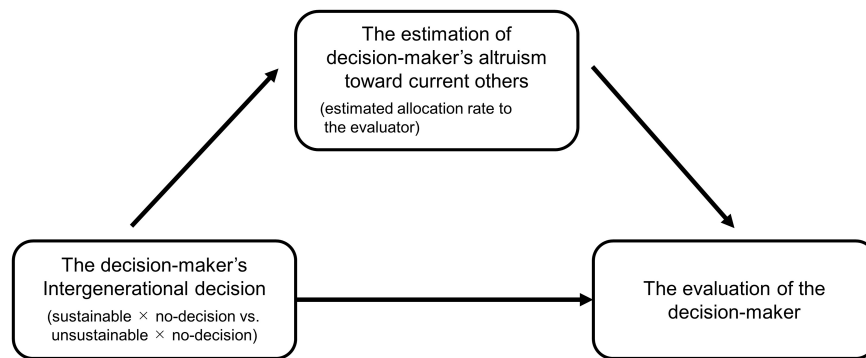 The estimation of
decision-maker’s altruism
toward current others
(estimated allocation rate to
the evaluator)
The decision-maker’s
Intergenerational decision
(sustainable × no-decision vs.
unsustainable × no-decision)
The evaluation of the
decision-maker